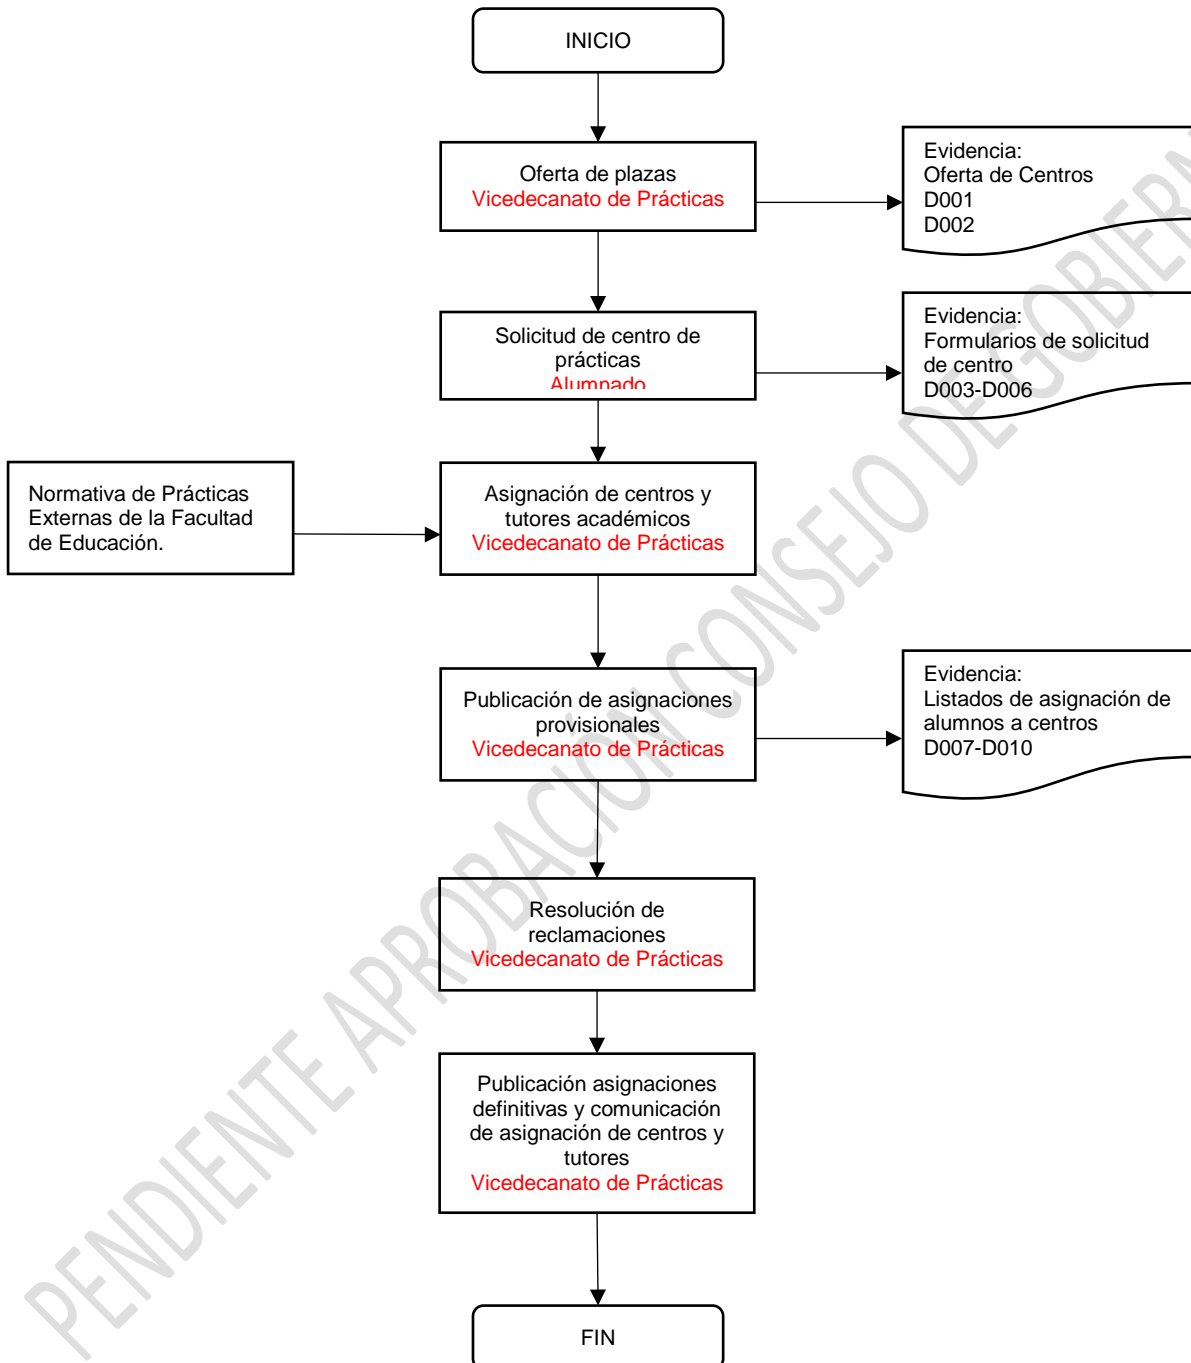 INICIO
Oferta de plazas
Vicedecanato de Prácticas
Evidencia:
Oferta de Centros
D001
D002
Solicitud de centro de
prácticas
Alumnado
Evidencia:
Formularios de solicitud
de centro
D003-D006
Normativa de Prácticas
Externas de la Facultad
de Educación.
Asignación de centros y
tutores académicos
Vicedecanato de Prácticas
Publicación de asignaciones
provisionales
Vicedecanato de Prácticas
Evidencia:
Listados de asignación de
alumnos a centros
D007-D010
Resolución de
reclamaciones
Vicedecanato de Prácticas
Publicación asignaciones
definitivas y comunicación
de asignación de centros y
tutores
Vicedecanato de Prácticas
FIN
PENDIENTE APROBACIÓN CONSEJO DE GOBIERN